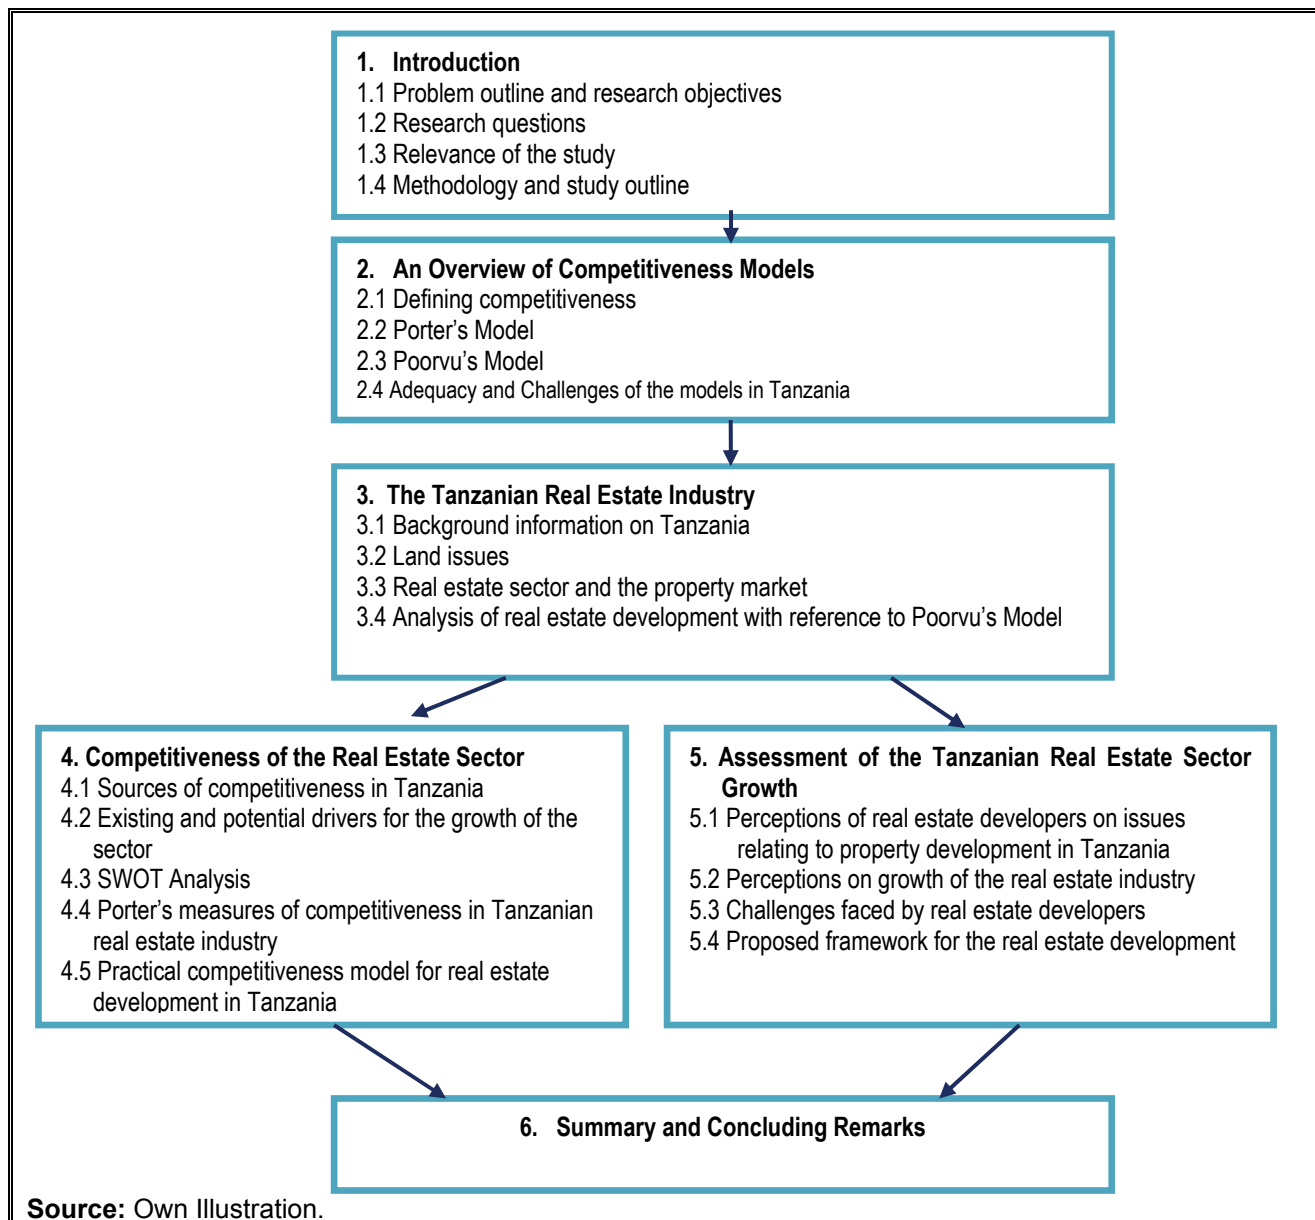 1. Introduction
1.1 Problem outline and research objectives
1.2 Research questions
1.3 Relevance of the study
1.4 Methodology and study outline
2. An Overview of Competitiveness Models
2.1 Defining competitiveness
2.2 Porter’s Model
2.3 Poorvu’s Model
2.4 Adequacy and Challenges of the models in Tanzania
3. The Tanzanian Real Estate Industry
3.1 Background information on Tanzania
3.2 Land issues
3.3 Real estate sector and the property market
3.4 Analysis of real estate development with reference to Poorvu’s Model
4. Competitiveness of the Real Estate Sector
4.1 Sources of competitiveness in Tanzania
4.2 Existing and potential drivers for the growth of the
sector
4.3 SWOT Analysis
4.4 Porter’s measures of competitiveness in Tanzanian
real estate industry
4.5 Practical competitiveness model for real estate
development in Tanzania
5. Assessment of the Tanzanian Real Estate Sector
Growth
5.1 Perceptions of real estate developers on issues
relating to property development in Tanzania
5.2 Perceptions on growth of the real estate industry
5.3 Challenges faced by real estate developers
5.4 Proposed framework for the real estate development
6. Summary and Concluding Remarks
Source: Own Illustration.